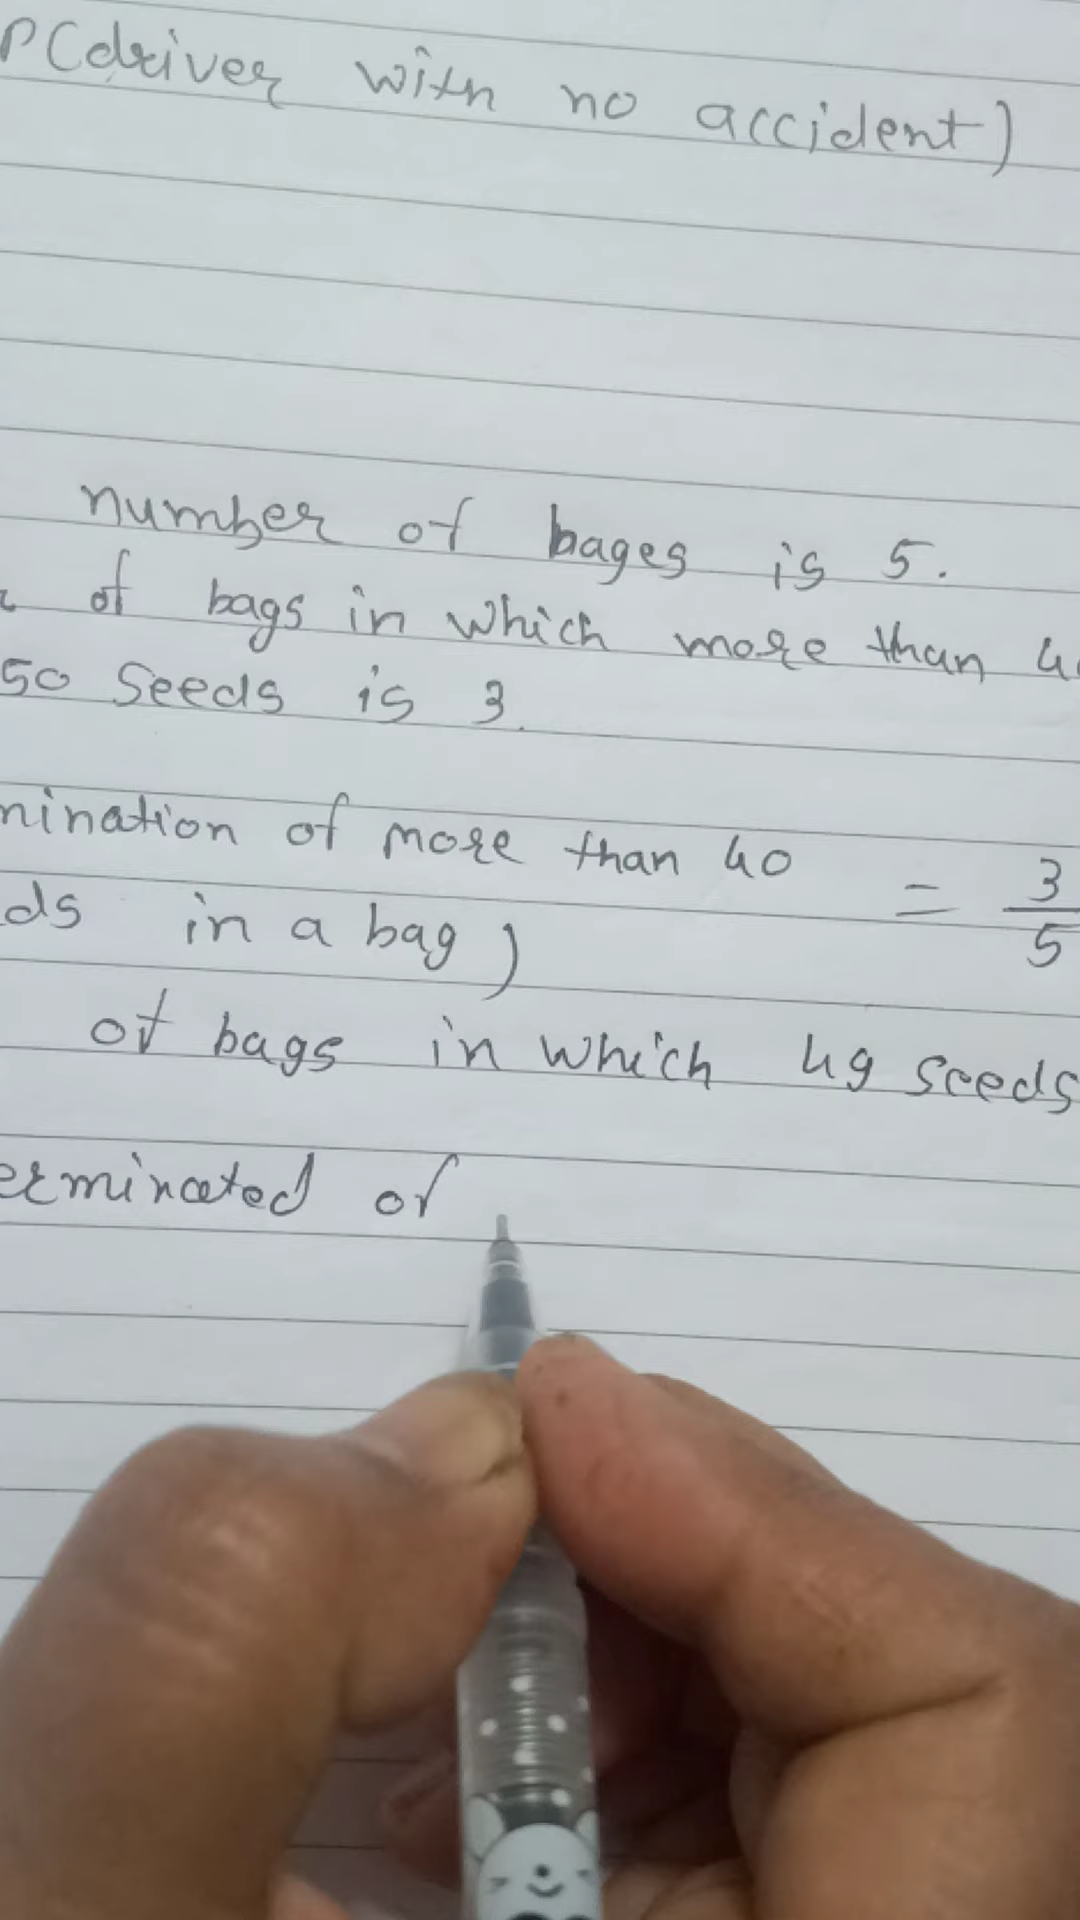 P(driver with no accident)
number of bages is 5.
of bags in which more than
50 Seeds is 3.
mination of more than 40 = 3/5
ds in a bag)
of bags in which 49 seeds
erminated of